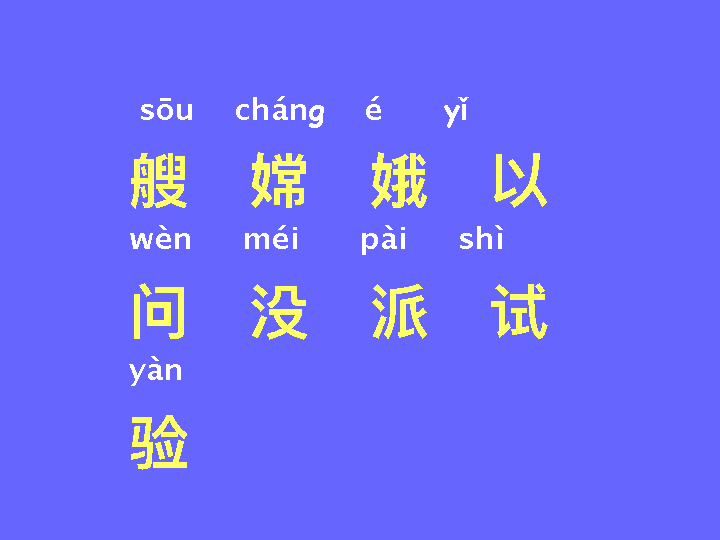 sōu cháng é yǐ
艘 嫦 娥 以
wèn méi pài shì
问 没 派 试
yàn
验